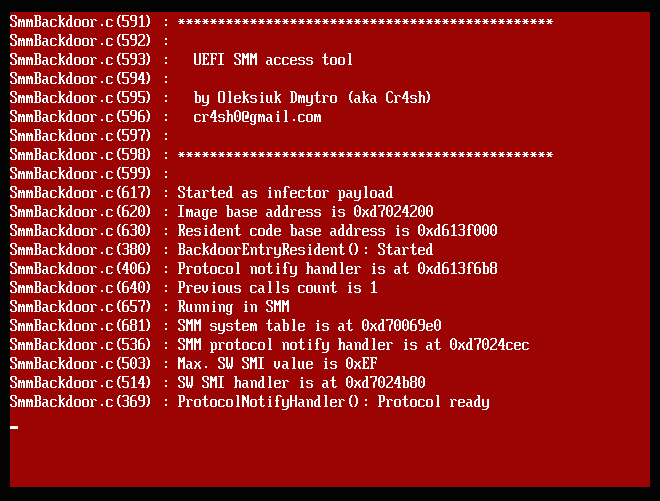 SmmBackdoor.c(591) : ***********************************************
SmmBackdoor.c(592) :
SmmBackdoor.c(593) :   UEFI SMM access tool
SmmBackdoor.c(594) :
SmmBackdoor.c(595) :   by Oleksiuk Dmytro (aka Cr4sh)
SmmBackdoor.c(596) :   cr4sh0@gmail.com
SmmBackdoor.c(597) :
SmmBackdoor.c(598) : ***********************************************
SmmBackdoor.c(599) :
SmmBackdoor.c(617) : Started as infector payload
SmmBackdoor.c(620) : Image base address is 0xd7024200
SmmBackdoor.c(630) : Resident code base address is 0xd613f000
SmmBackdoor.c(380) : BackdoorEntryResident(): Started
SmmBackdoor.c(406) : Protocol notify handler is at 0xd613f6b8
SmmBackdoor.c(640) : Previous calls count is 1
SmmBackdoor.c(657) : Running in SMM
SmmBackdoor.c(681) : SMM system table is at 0xd70069e0
SmmBackdoor.c(536) : SMM protocol notify handler is at 0xd7024cec
SmmBackdoor.c(503) : Max. SW SMI value is 0xEF
SmmBackdoor.c(514) : SW SMI handler is at 0xd7024b80
SmmBackdoor.c(369) : ProtocolNotifyHandler(): Protocol ready